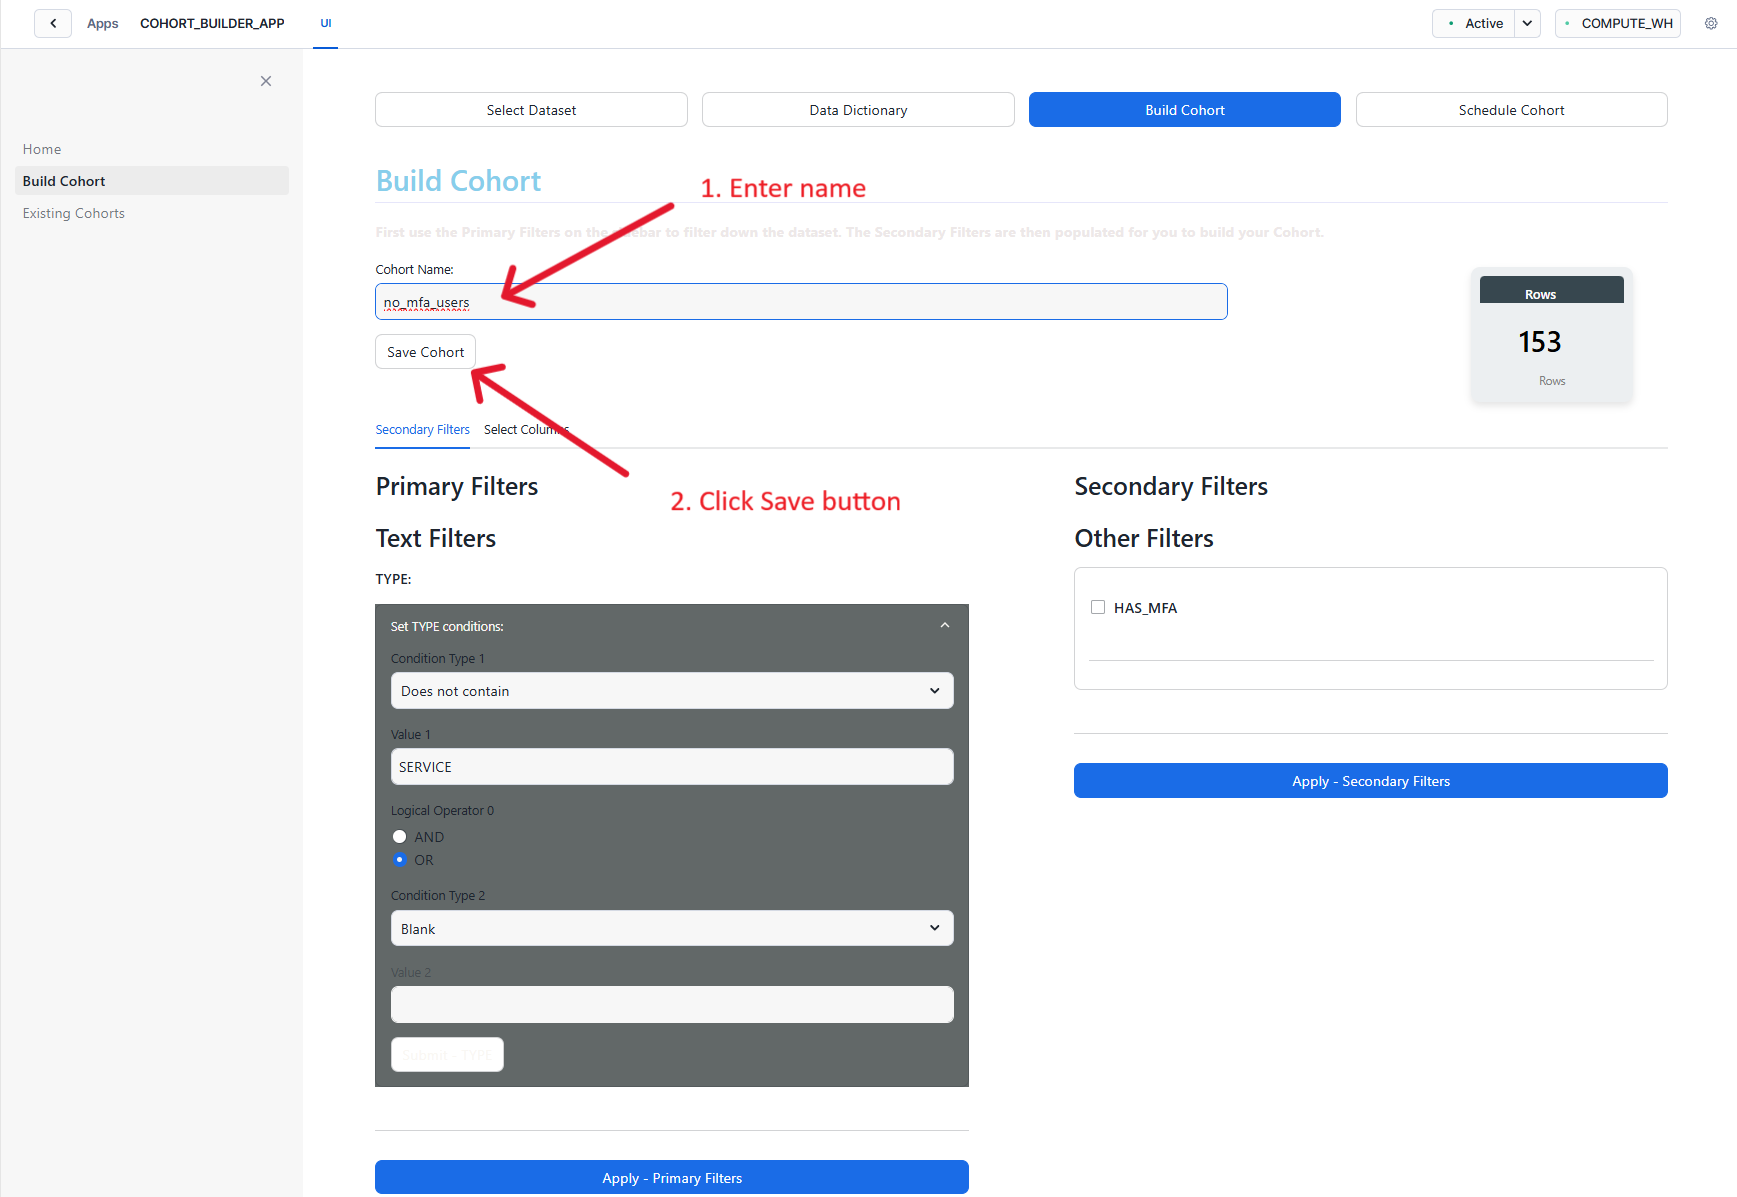 Apps COHORT_BUILDER_APP UI Active COMPUTE_WH
Home
Build Cohort
Existing Cohorts
Select Dataset Data Dictionary Build Cohort Schedule Cohort
Build Cohort
1. Enter name
First use the Primary Filters on the sidebar to filter down the dataset. The Secondary Filters are then populated for you to build your Cohort.
Cohort Name:
no_mfa_users
Save Cohort
Rows
153
Rows
Secondary Filters Select Columns
2. Click Save button
Primary Filters
Text Filters
TYPE:
Set TYPE conditions:
Condition Type 1
Does not contain
Value 1
SERVICE
Logical Operator 0
AND
OR
Condition Type 2
Blank
Value 2
Submit - TYPE
Apply - Primary Filters
Secondary Filters
Other Filters
HAS_MFA
Apply - Secondary Filters